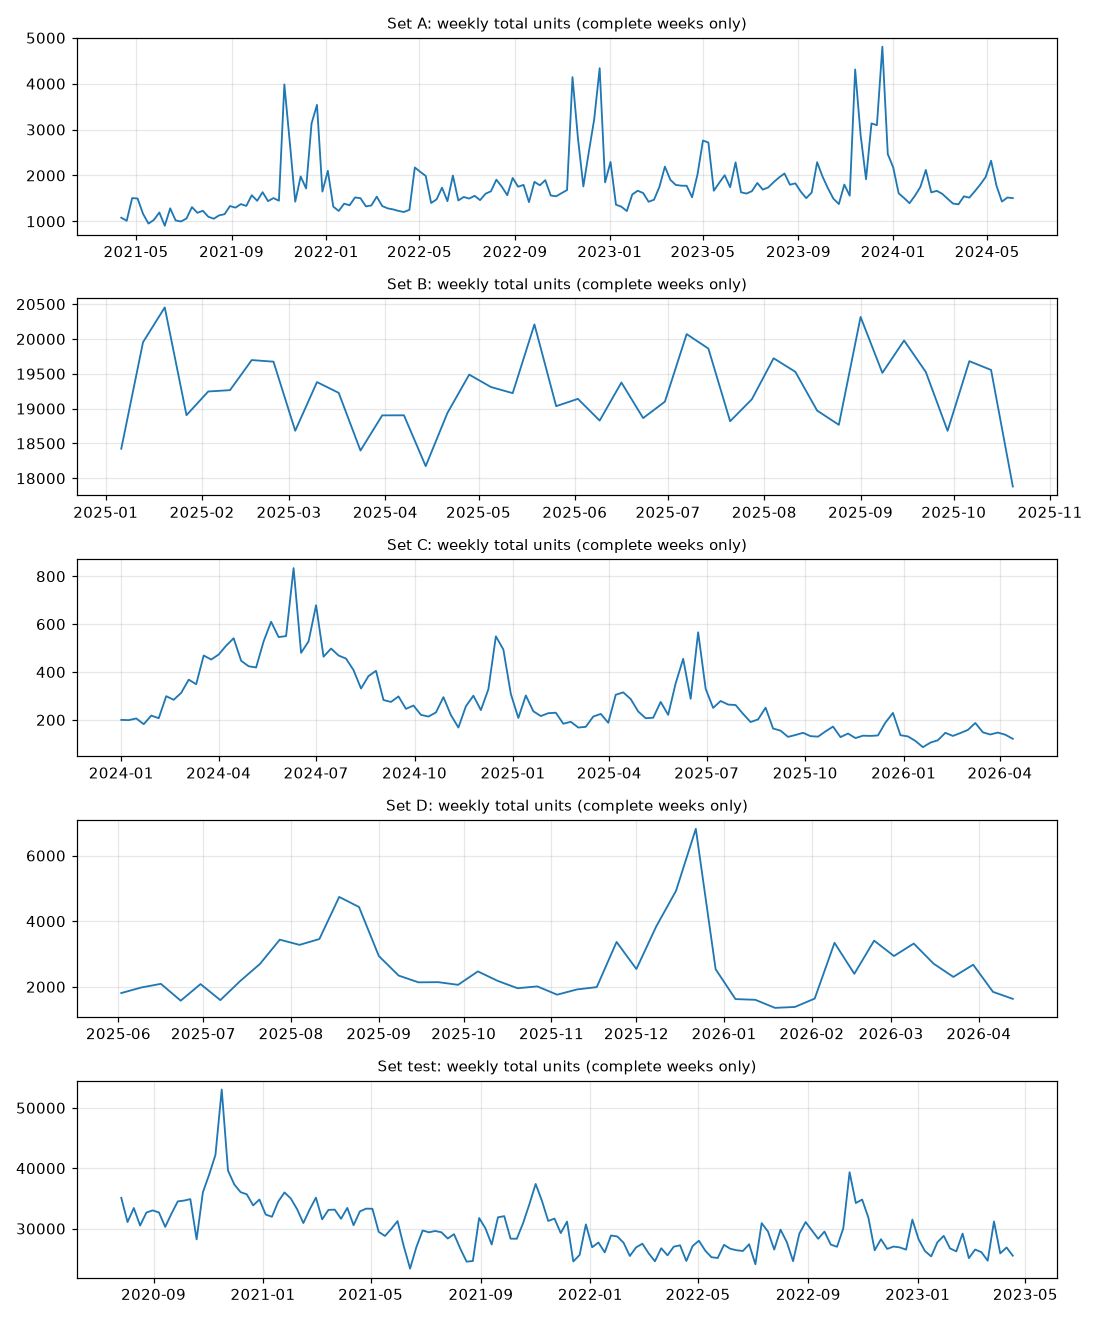 Set A: weekly total units (complete weeks only)
5000
4000
3000
2000
1000
2021-05 2021-09 2022-01 2022-05 2022-09 2023-01 2023-05 2023-09 2024-01 2024-05
Set B: weekly total units (complete weeks only)
20500
20000
19500
19000
18500
18000
2025-01 2025-02 2025-03 2025-04 2025-05 2025-06 2025-07 2025-08 2025-09 2025-10 2025-11
Set C: weekly total units (complete weeks only)
800
600
400
200
2024-01 2024-04 2024-07 2024-10 2025-01 2025-04 2025-07 2025-10 2026-01 2026-04
Set D: weekly total units (complete weeks only)
6000
4000
2000
2025-06 2025-07 2025-08 2025-09 2025-10 2025-11 2025-12 2026-01 2026-02 2026-03 2026-04
Set test: weekly total units (complete weeks only)
50000
40000
30000
2020-09 2021-01 2021-05 2021-09 2022-01 2022-05 2022-09 2023-01 2023-05